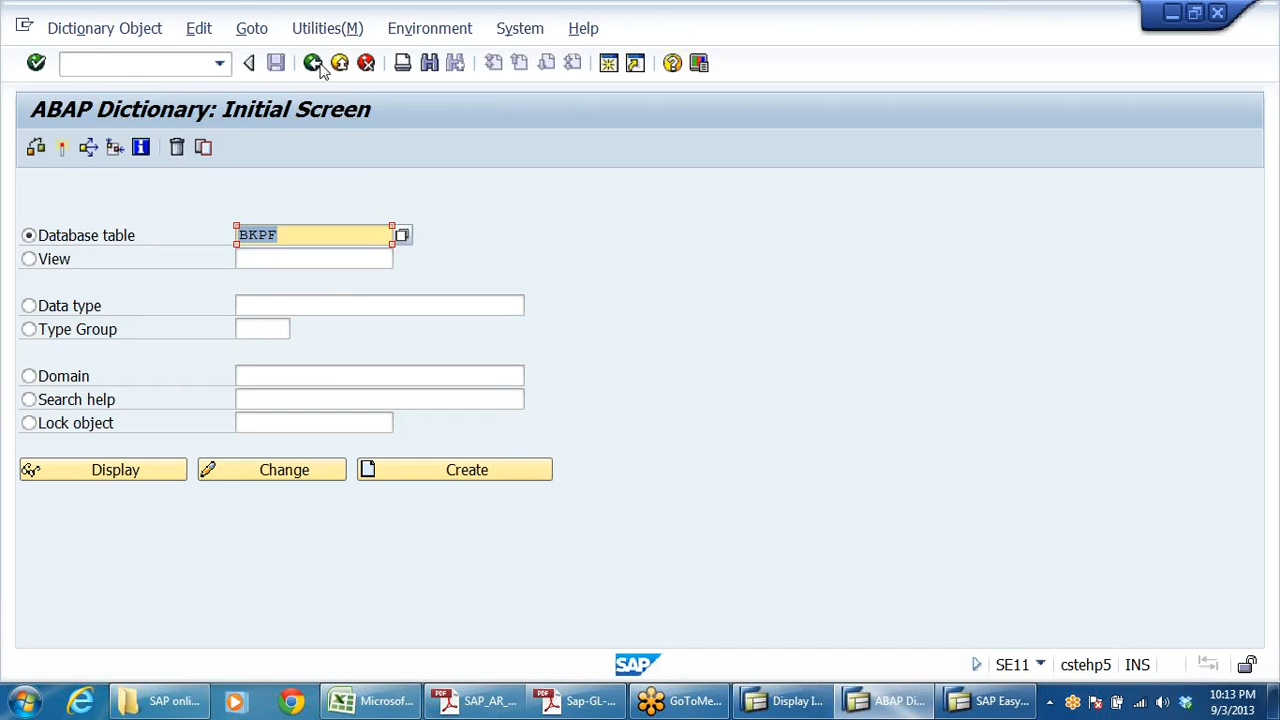 Dictionary Object Edit Goto Utilities(M) Environment System Help
ABAP Dictionary: Initial Screen
Database table BKPF
View
Data type
Type Group
Domain
Search help
Lock object
Display Change Create
SAP SE11 cstehp5 INS
SAP onli... Microsof... SAP_AR_... Sap-GL-... GoToMe... Display I... ABAP Di... SAP Easy... 10:13 PM
9/3/2013